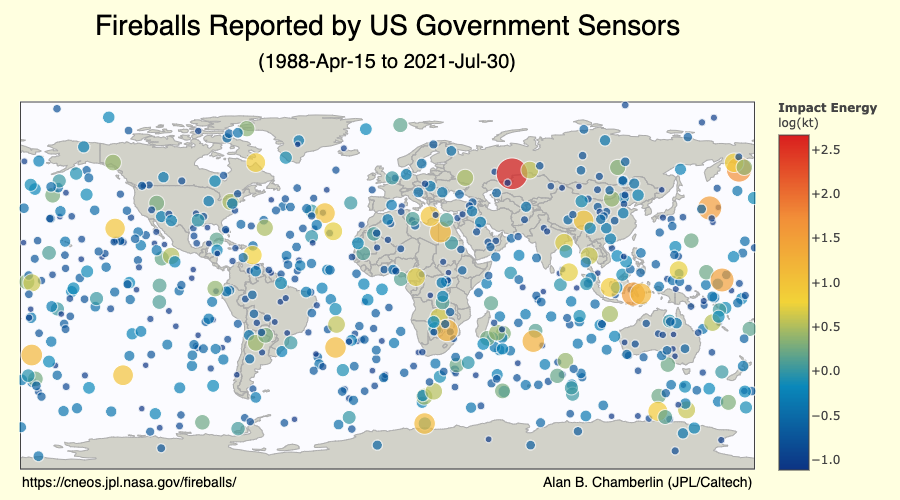 Fireballs Reported by US Government Sensors
(1988-Apr-15 to 2021-Jul-30)
Impact Energy
log(kt)
+2.5
+2.0
+1.5
+1.0
+0.5
+0.0
−0.5
−1.0
https://cneos.jpl.nasa.gov/fireballs/
Alan B. Chamberlin (JPL/Caltech)